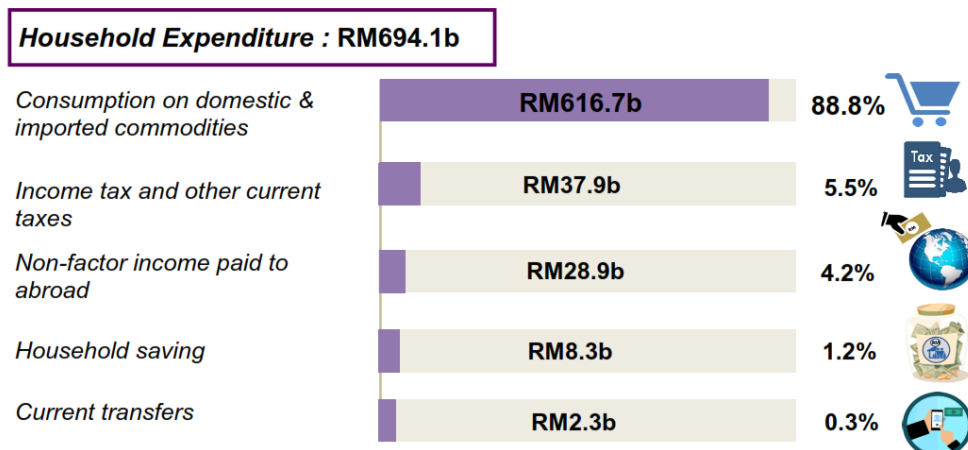 Household Expenditure : RM694.1b
Consumption on domestic &
imported commodities
RM616.7b
88.8%
Income tax and other current
taxes
RM37.9b
5.5%
Tax
Non-factor income paid to
abroad
RM28.9b
4.2%
Household saving
RM8.3b
1.2%
Current transfers
RM2.3b
0.3%